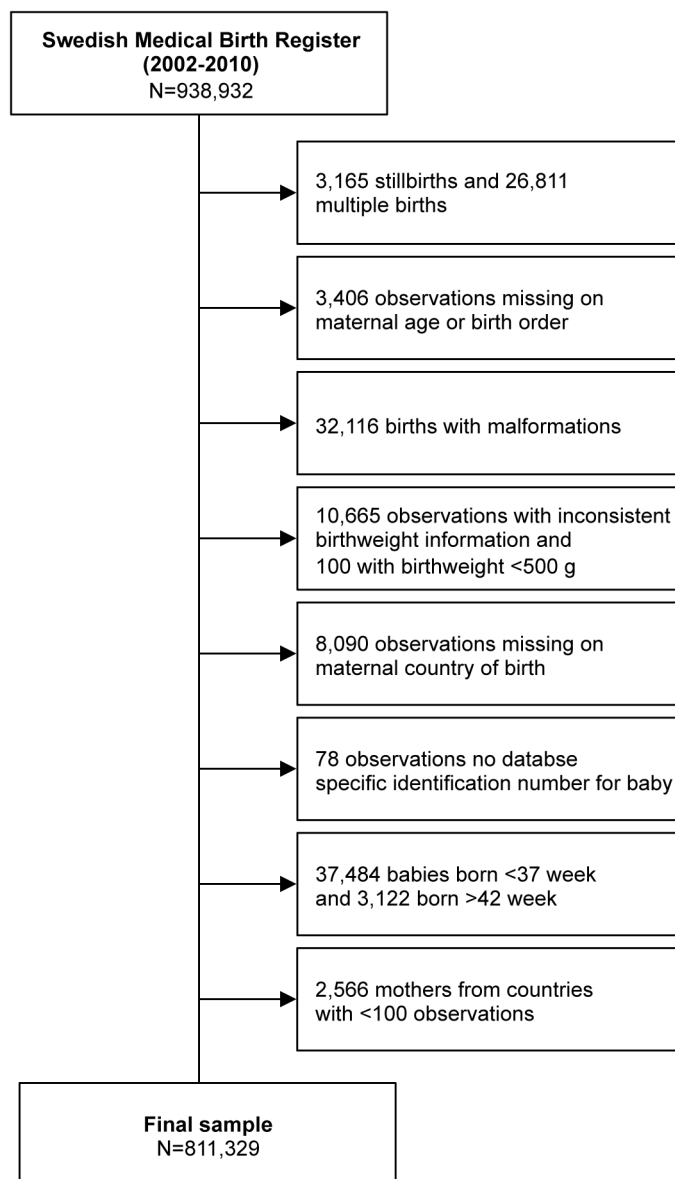 Swedish Medical Birth Register
(2002-2010)
N=938,932
3,165 stillbirths and 26,811
multiple births
3,406 observations missing on
maternal age or birth order
32,116 births with malformations
10,665 observations with inconsistent
birthweight information and
100 with birthweight <500 g
8,090 observations missing on
maternal country of birth
78 observations no databse
specific identification number for baby
37,484 babies born <37 week
and 3,122 born >42 week
2,566 mothers from countries
with <100 observations
Final sample
N=811,329